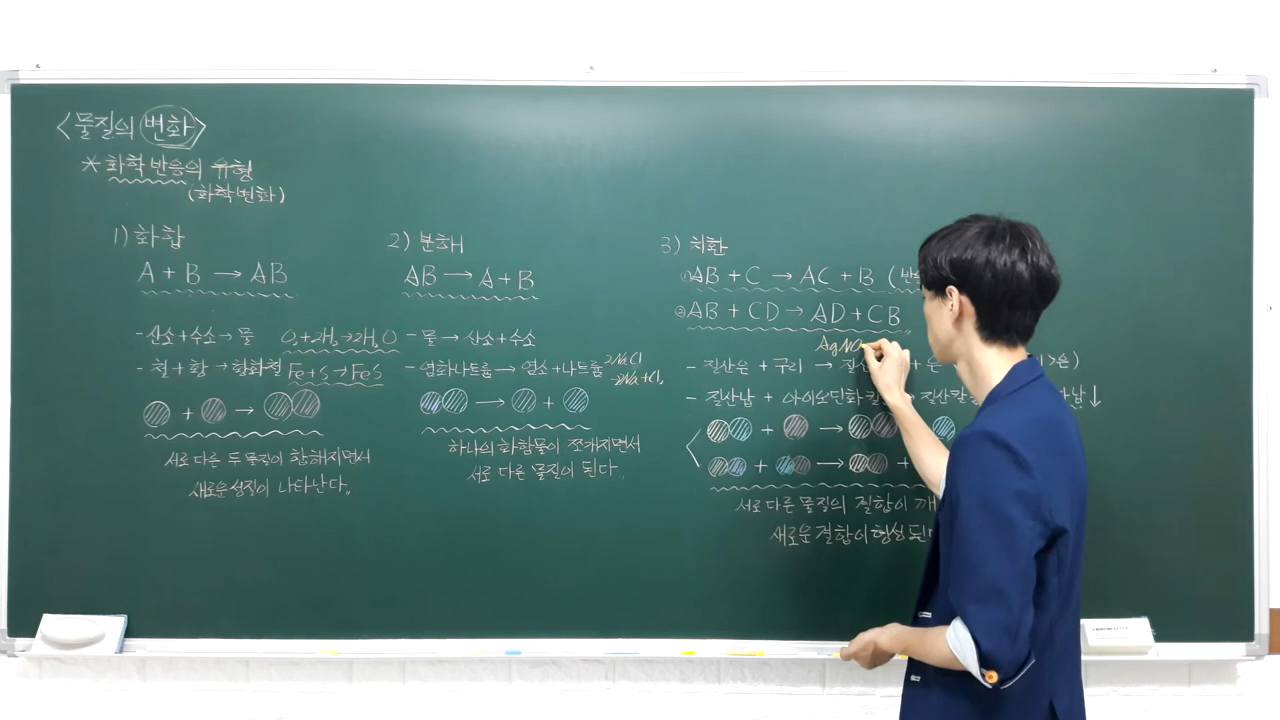 <물질의 변화>
* 화학 반응의 유형
(화학 변화)
1) 화합
A + B → AB
- 산소 + 수소 → 물 O₂+2H₂→2H₂O
- 철 + 황 → 황화철 Fe+S→FeS
+ →
서로 다른 두 물질이 합해지면서
새로운 성질이 나타난다.
2) 분해
AB → A + B
- 물 → 산소 + 수소
- 염화나트륨 → 염소 + 나트륨 2NaCl
→2Na+Cl₂
→ +
하나의 화합물이 쪼개지면서
서로 다른 물질이 된다.
3) 치환
① AB + C → AC + B (
② AB + CD → AD + CB
AgNO
- 질산은 + 구리 → 질산 + 은
- 질산납 + 아이오딘화 → 질산칼 납↓
+ →
+ → +
서로 다른 물질의 결합이 깨
새로운 결합이 형성된다